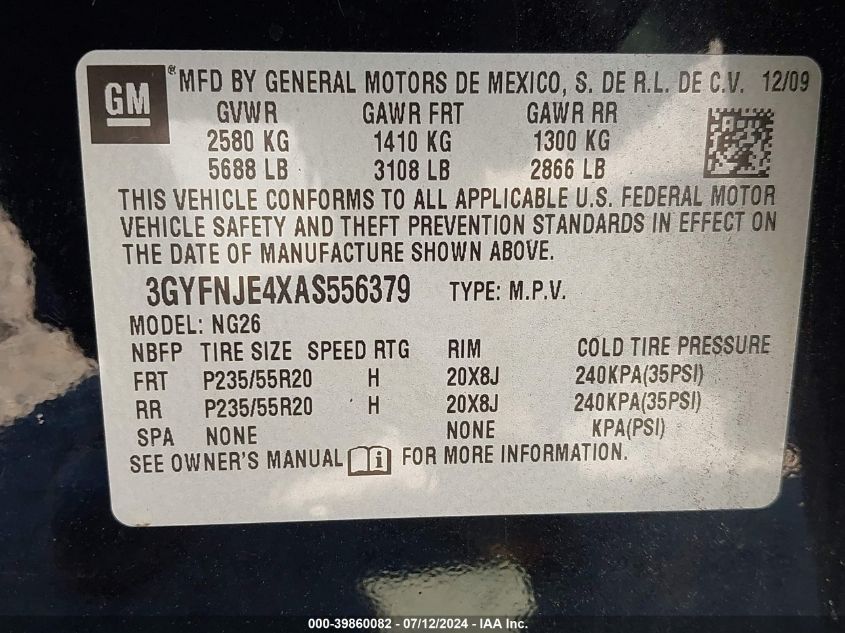 GM ® MFD BY GENERAL MOTORS DE MEXICO, S. DE R.L. DE C.V. 12/09
GVWR GAWR FRT GAWR RR
2580 KG 1410 KG 1300 KG
5688 LB 3108 LB 2866 LB
THIS VEHICLE CONFORMS TO ALL APPLICABLE U.S. FEDERAL MOTOR
VEHICLE SAFETY AND THEFT PREVENTION STANDARDS IN EFFECT ON
THE DATE OF MANUFACTURE SHOWN ABOVE.
3GYFNJE4XAS556379 TYPE: M.P.V.
MODEL: NG26
NBFP TIRE SIZE SPEED RTG RIM COLD TIRE PRESSURE
FRT P235/55R20 H 20X8J 240KPA(35PSI)
RR P235/55R20 H 20X8J 240KPA(35PSI)
SPA NONE NONE KPA(PSI)
SEE OWNER'S MANUAL i FOR MORE INFORMATION.
000-39860082 - 07/12/2024 - IAA Inc.